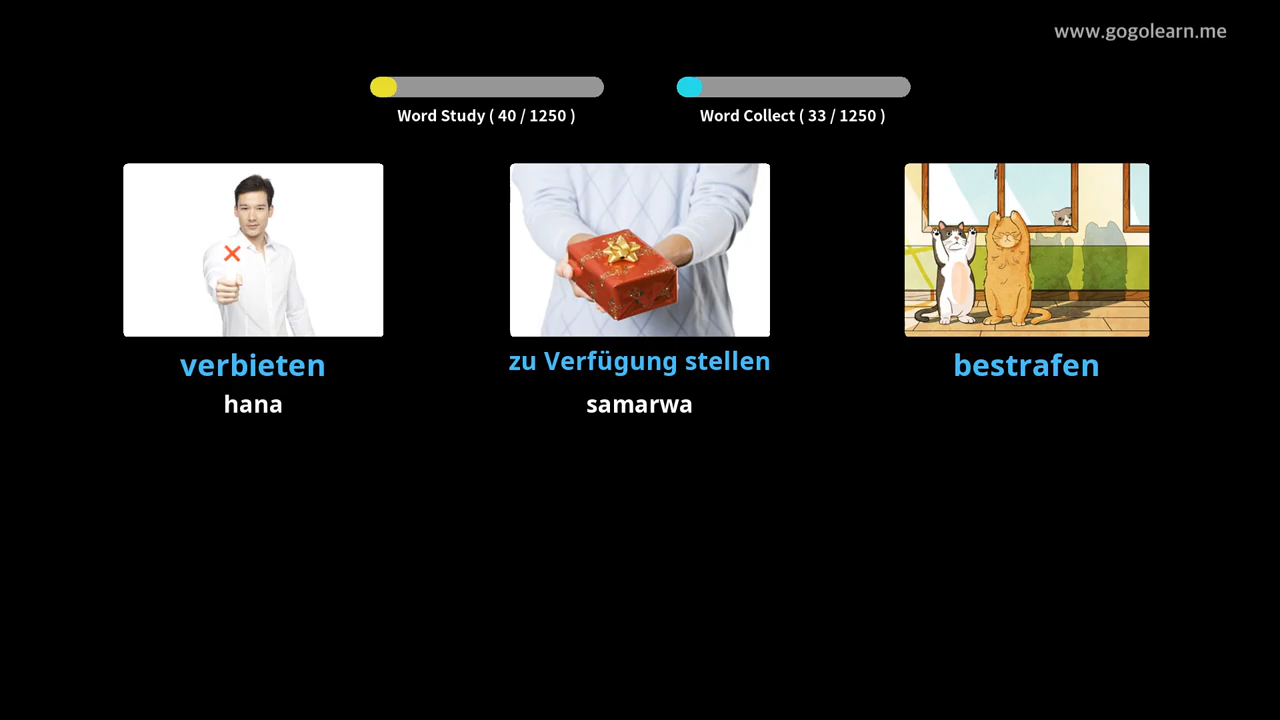 www.gogolearn.me
Word Study ( 40 / 1250 )
Word Collect ( 33 / 1250 )
verbieten
zu Verfügung stellen
bestrafen
hana
samarwa